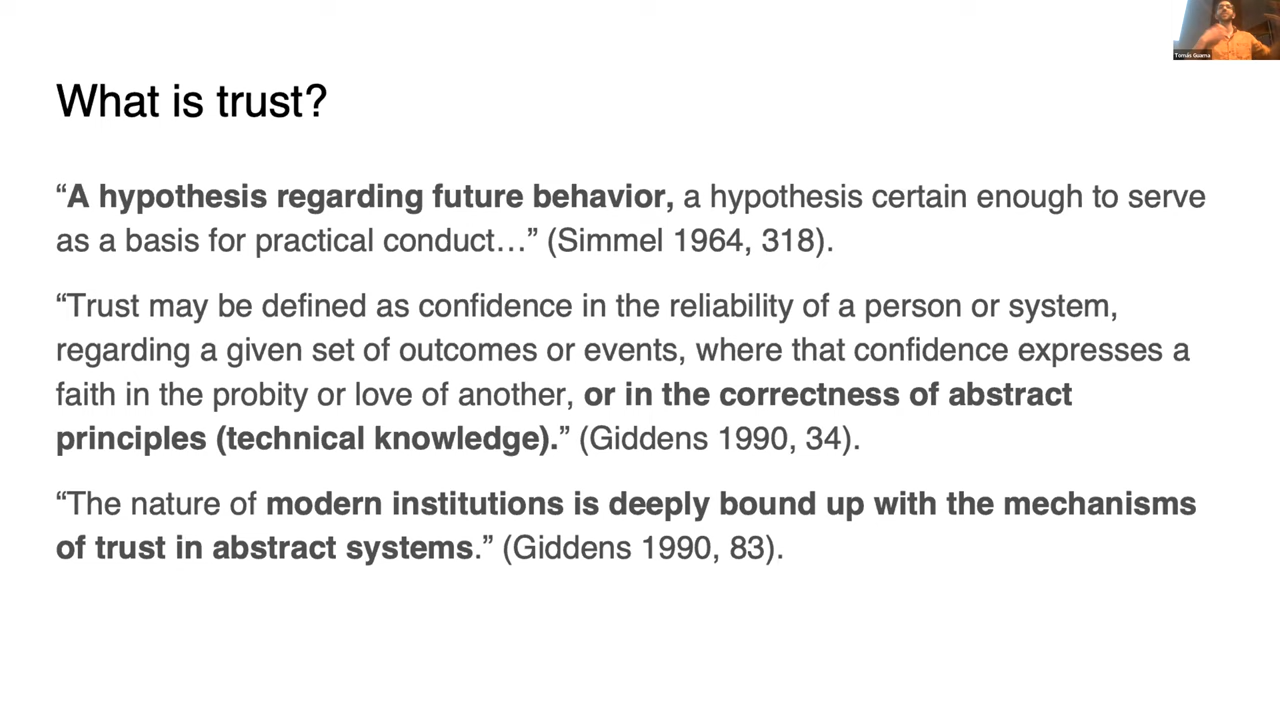 Tomás Guarna
What is trust?
“A hypothesis regarding future behavior, a hypothesis certain enough to serve
as a basis for practical conduct…” (Simmel 1964, 318).
“Trust may be defined as confidence in the reliability of a person or system,
regarding a given set of outcomes or events, where that confidence expresses a
faith in the probity or love of another, or in the correctness of abstract
principles (technical knowledge).” (Giddens 1990, 34).
“The nature of modern institutions is deeply bound up with the mechanisms
of trust in abstract systems.” (Giddens 1990, 83).